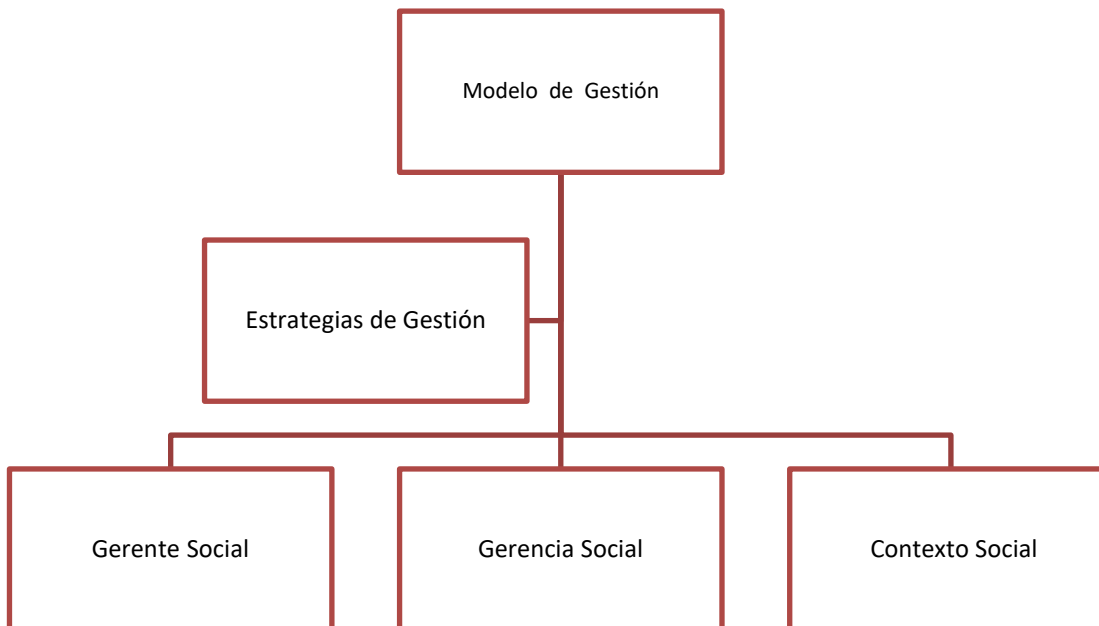 Modelo de Gestión
Estrategias de Gestión
Gerente Social
Gerencia Social
Contexto Social